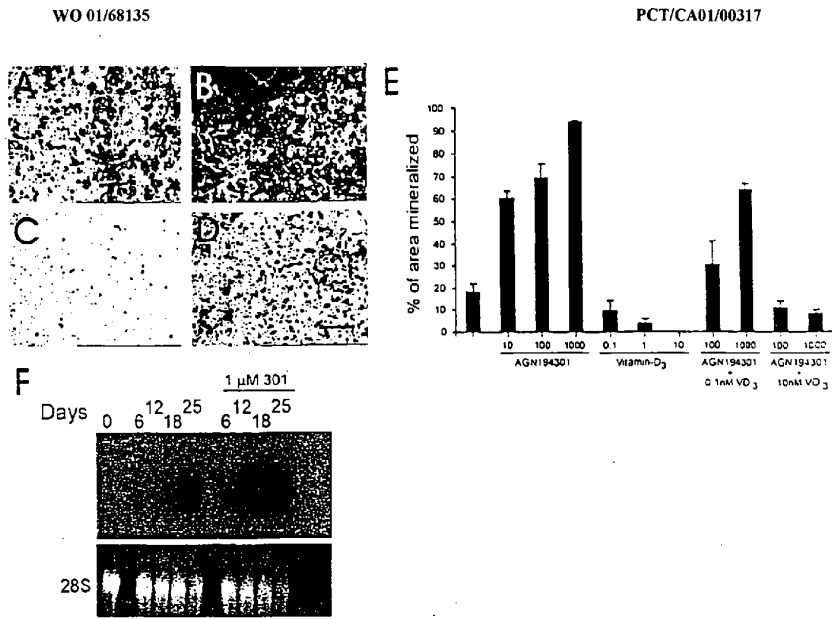 WO 01/68135 PCT/CA01/00317
A
B
C
D
E
% of area mineralized
100
90
80
70
60
50
40
30
20
10
0
10 100 1000 0.1 1 10 100 1000 100 1000
AGN194301 Vitamin-D3 AGN194301 AGN194301
+ +
0.1nM VD3 10nM VD3
F
1 µM 301
Days 0 6 12 18 25 6 12 18 25
28S